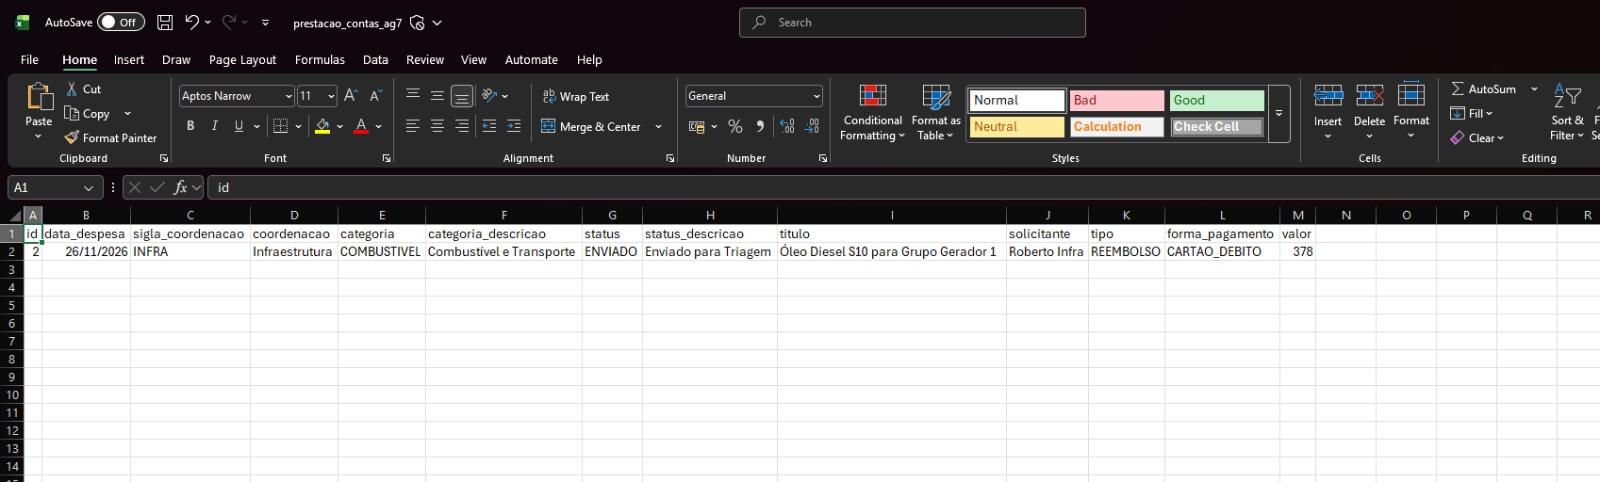 AutoSave Off prestacao_contas_ag7 Search
File Home Insert Draw Page Layout Formulas Data Review View Automate Help
Paste Cut Copy Format Painter
Clipboard
Aptos Narrow 11
B I U
Font
Wrap Text
Merge & Center
Alignment
General
Number
Conditional Formatting Format as Table
Normal Bad Good
Neutral Calculation Check Cell
Styles
Insert Delete Format
Cells
AutoSum
Fill
Clear
Sort & Filter
Editing
A1 fx id
A B C D E F G H I J K L M N O P Q R
1 id data_despesa sigla_coordenacao coordenacao categoria categoria_descricao status status_descricao titulo solicitante tipo forma_pagamento valor
2 2 26/11/2026 INFRA Infraestrutura COMBUSTIVEL Combustível e Transporte ENVIADO Enviado para Triagem Óleo Diesel S10 para Grupo Gerador 1 Roberto Infra REEMBOLSO CARTAO_DEBITO 378
3
4
5
6
7
8
9
10
11
12
13
14